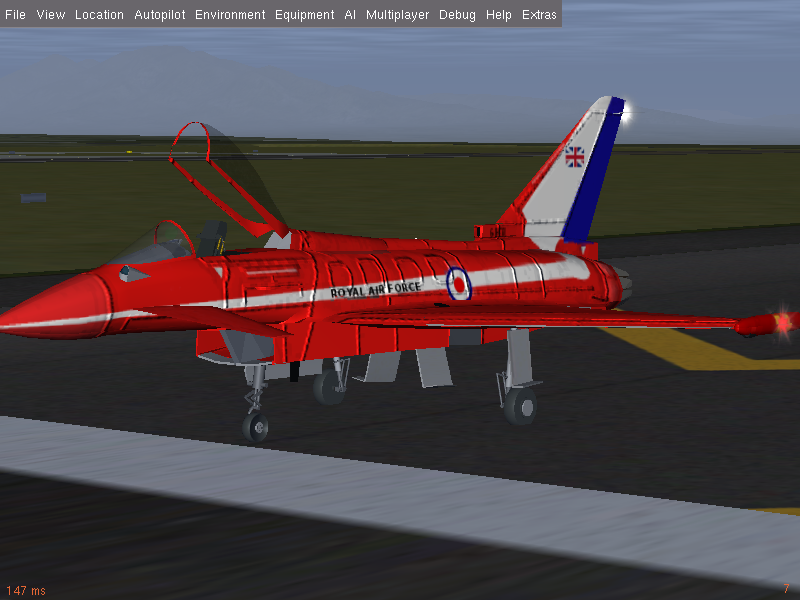 File View Location Autopilot Environment Equipment AI Multiplayer Debug Help Extras
ROYAL AIR FORCE
147 ms
7